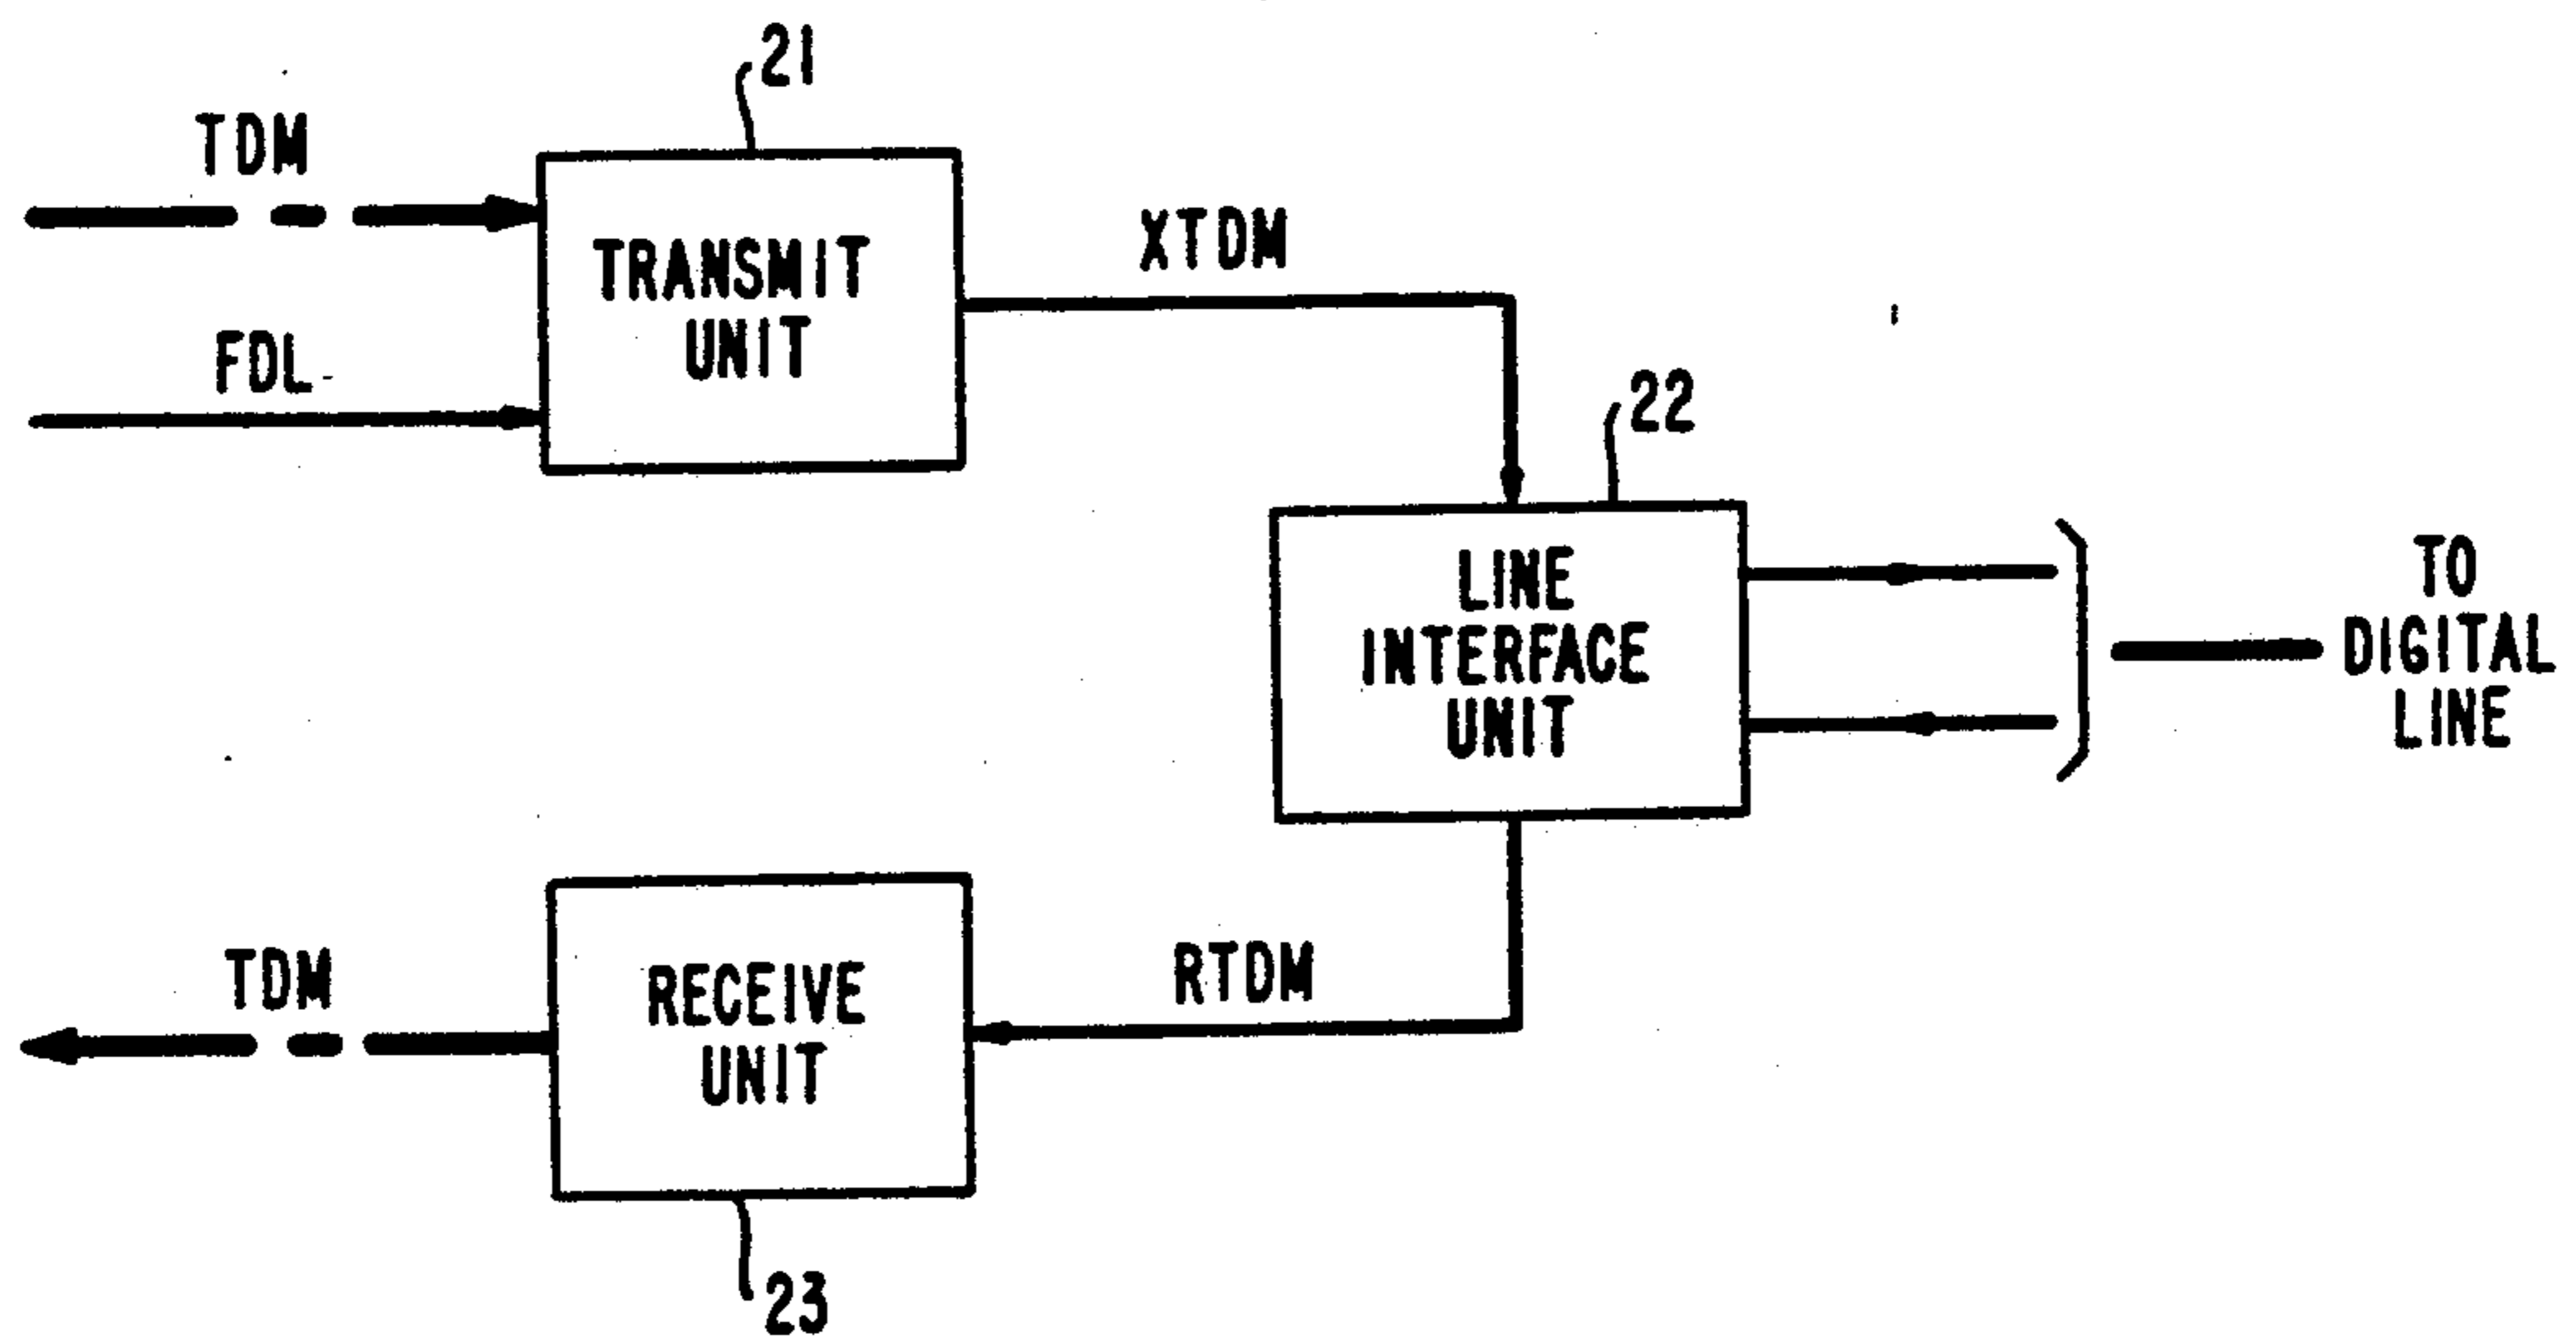 21
TDM
TRANSMIT
UNIT
XTDM
FDL
22
LINE
INTERFACE
UNIT
TO
DIGITAL
LINE
TDM
RECEIVE
UNIT
RTDM
23